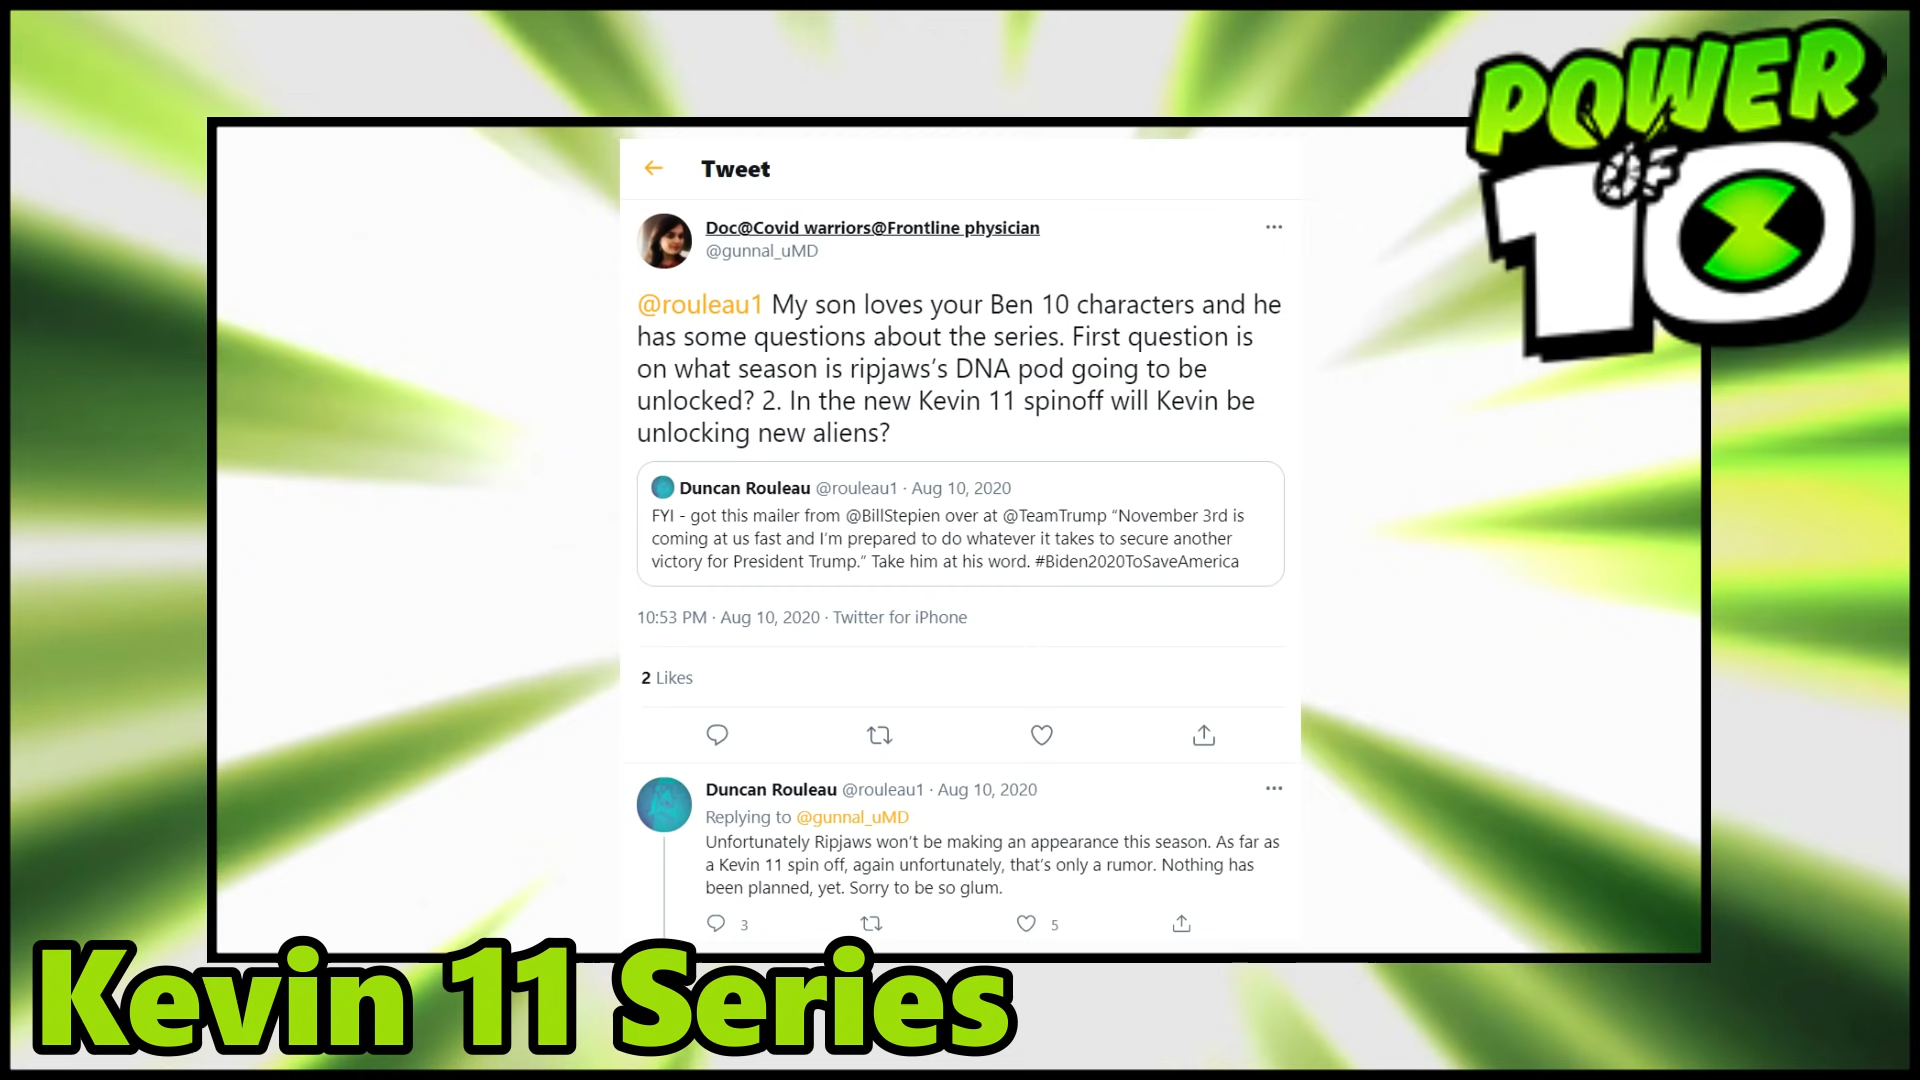 POWER
OF
10
Tweet
Doc@Covid warriors@Frontline physician
@gunnal_uMD
@rouleau1 My son loves your Ben 10 characters and he
has some questions about the series. First question is
on what season is ripjaws’s DNA pod going to be
unlocked? 2. In the new Kevin 11 spinoff will Kevin be
unlocking new aliens?
Duncan Rouleau @rouleau1 · Aug 10, 2020
FYI - got this mailer from @BillStepien over at @TeamTrump “November 3rd is
coming at us fast and I’m prepared to do whatever it takes to secure another
victory for President Trump.” Take him at his word. #Biden2020ToSaveAmerica
10:53 PM · Aug 10, 2020 · Twitter for iPhone
2 Likes
Duncan Rouleau @rouleau1 · Aug 10, 2020
Replying to @gunnal_uMD
Unfortunately Ripjaws won’t be making an appearance this season. As far as
a Kevin 11 spin off, again unfortunately, that’s only a rumor. Nothing has
been planned, yet. Sorry to be so glum.
3 5
Kevin 11 Series